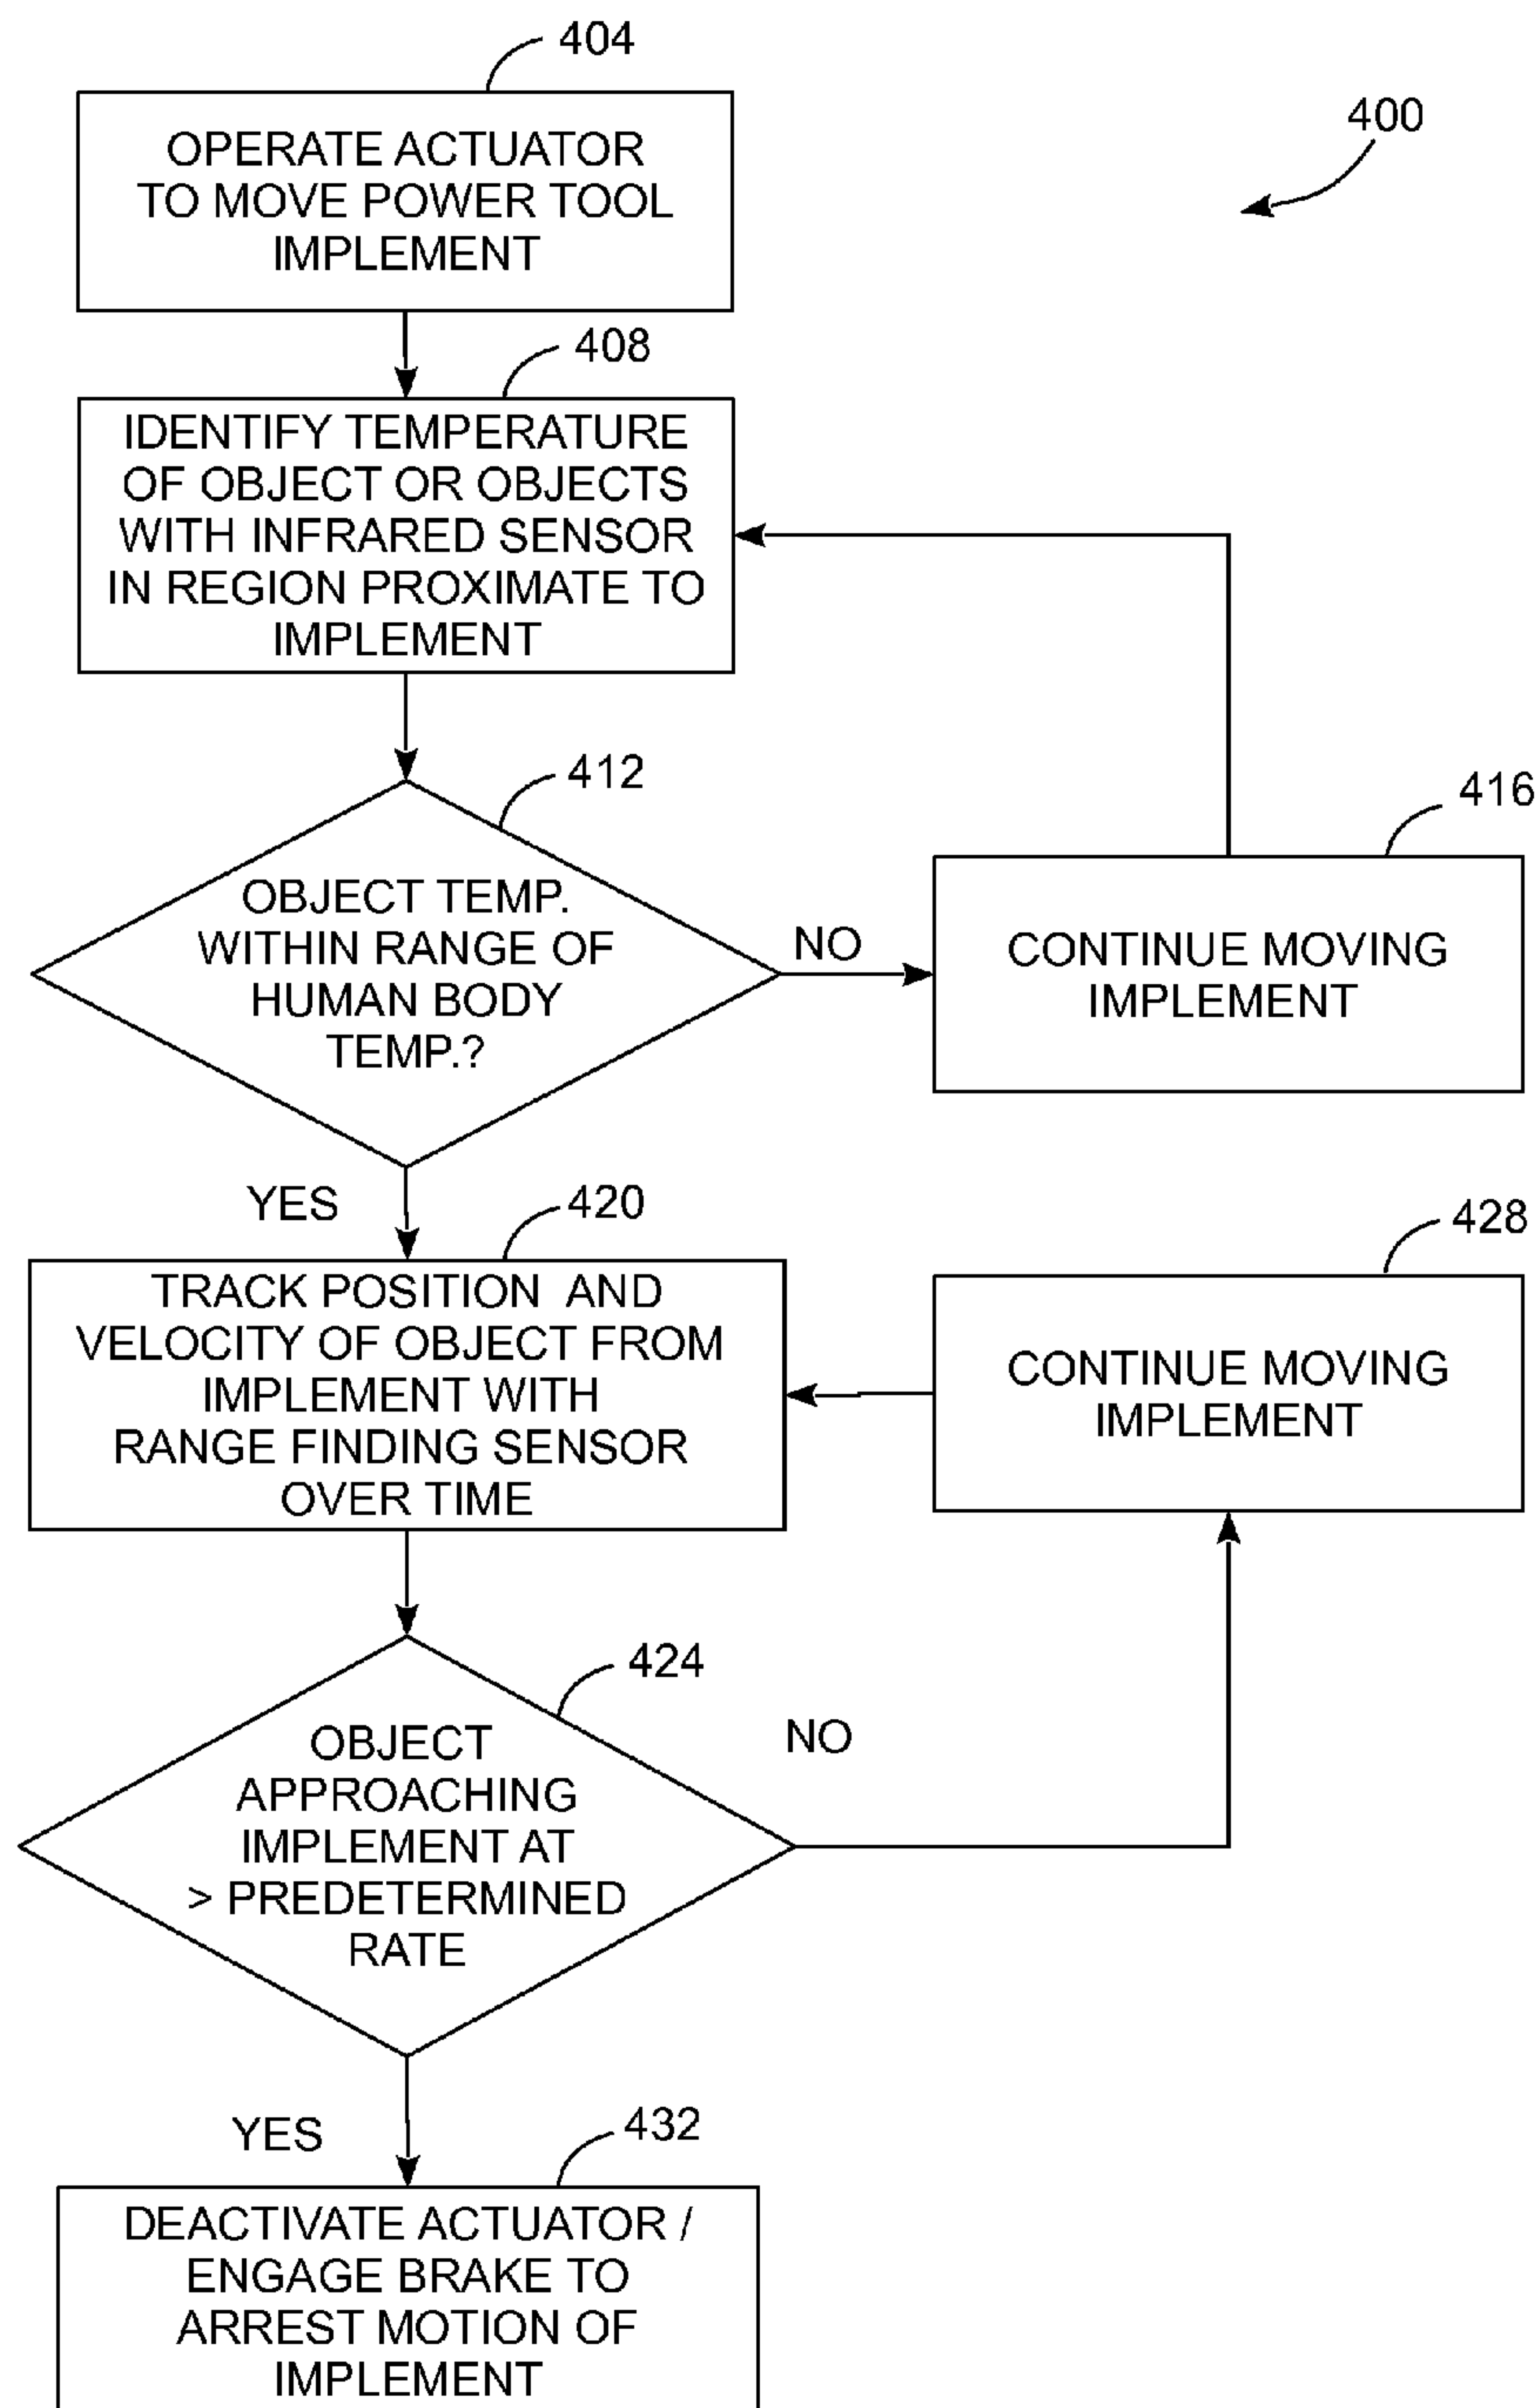 404
400
OPERATE ACTUATOR
TO MOVE POWER TOOL
IMPLEMENT
408
IDENTIFY TEMPERATURE
OF OBJECT OR OBJECTS
WITH INFRARED SENSOR
IN REGION PROXIMATE TO
IMPLEMENT
412
416
OBJECT TEMP.
WITHIN RANGE OF
HUMAN BODY
TEMP.?
NO
CONTINUE MOVING
IMPLEMENT
YES
420
428
TRACK POSITION AND
VELOCITY OF OBJECT FROM
IMPLEMENT WITH
RANGE FINDING SENSOR
OVER TIME
CONTINUE MOVING
IMPLEMENT
424
OBJECT
APPROACHING
IMPLEMENT AT
> PREDETERMINED
RATE
NO
YES
432
DEACTIVATE ACTUATOR /
ENGAGE BRAKE TO
ARREST MOTION OF
IMPLEMENT